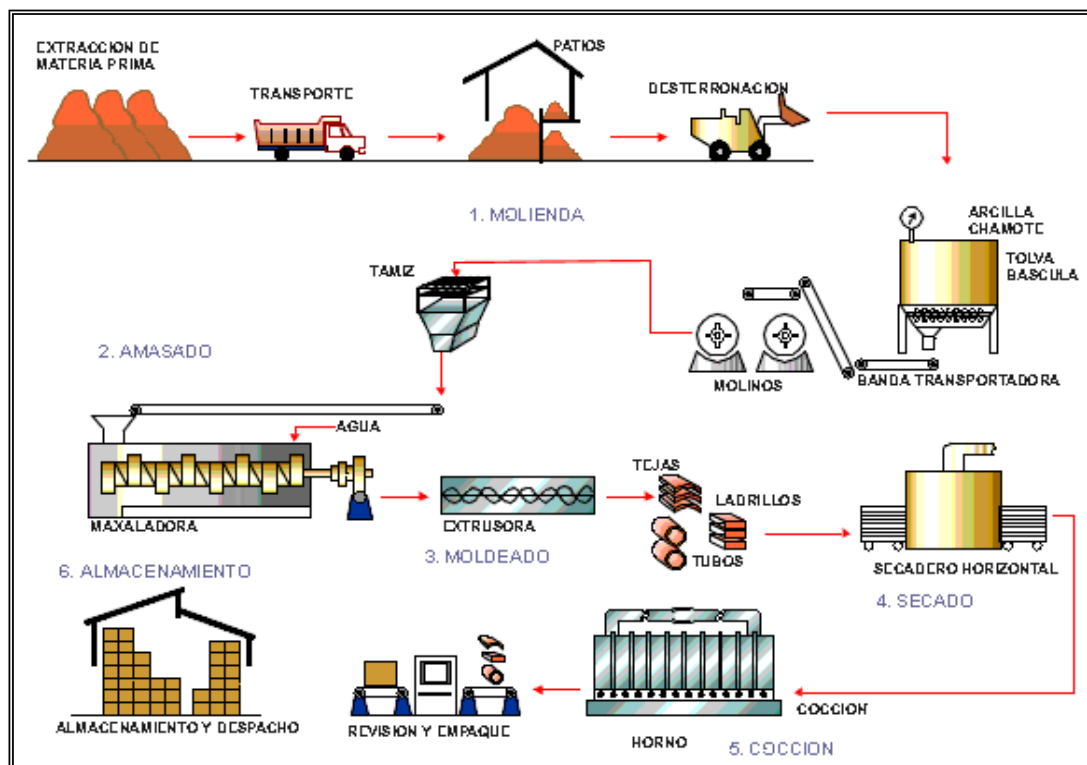 EXTRACCION DE
MATERIA PRIMA
TRANSPORTE
PATIOS
DESTERRONACION
1. MOLIENDA
ARCILLA
CHAMOTE
TOLVA
BASCULA
TAMIZ
MOLINOS
BANDA TRANSPORTADORA
2. AMASADO
AGUA
MAXALADORA
EXTRUSORA
3. MOLDEADO
TEJAS
LADRILLOS
TUBOS
SECADERO HORIZONTAL
4. SECADO
6. ALMACENAMIENTO
ALMACENAMIENTO Y DESPACHO
REVISION Y EMPAQUE
HORNO
COCCION
5. COCCION